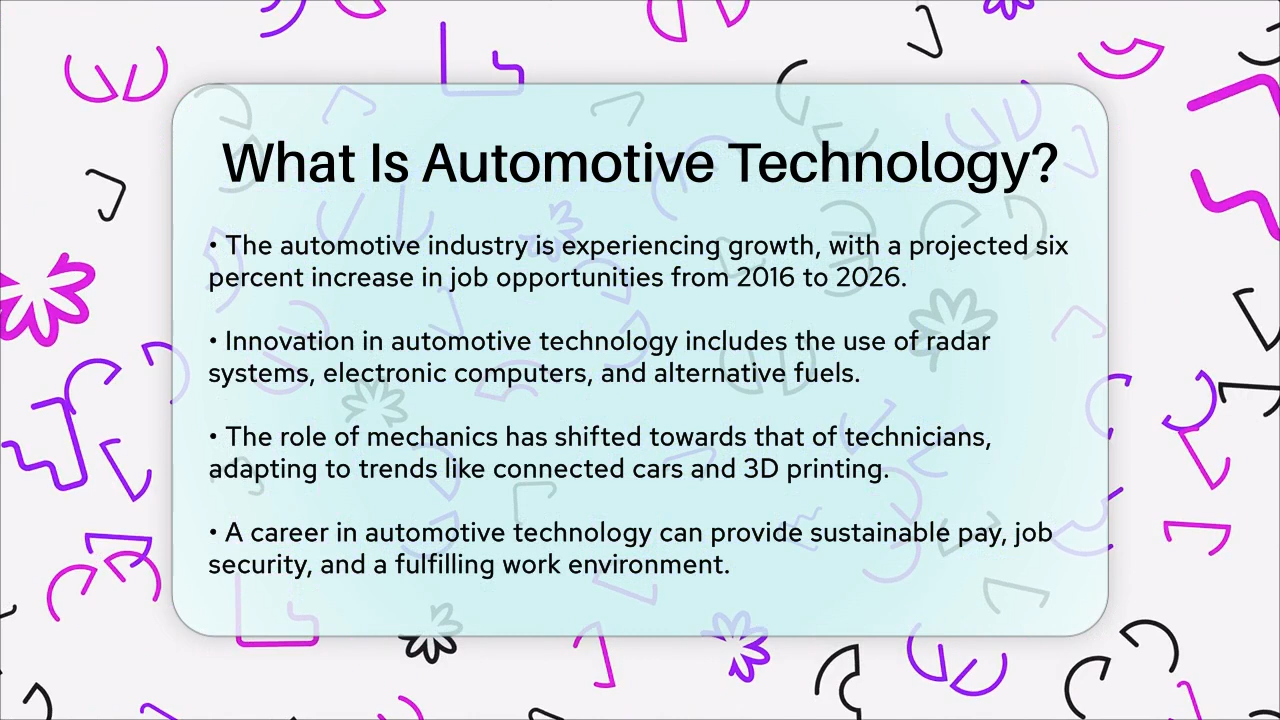 What Is Automotive Technology?
• The automotive industry is experiencing growth, with a projected six
percent increase in job opportunities from 2016 to 2026.
• Innovation in automotive technology includes the use of radar
systems, electronic computers, and alternative fuels.
• The role of mechanics has shifted towards that of technicians,
adapting to trends like connected cars and 3D printing.
• A career in automotive technology can provide sustainable pay, job
security, and a fulfilling work environment.